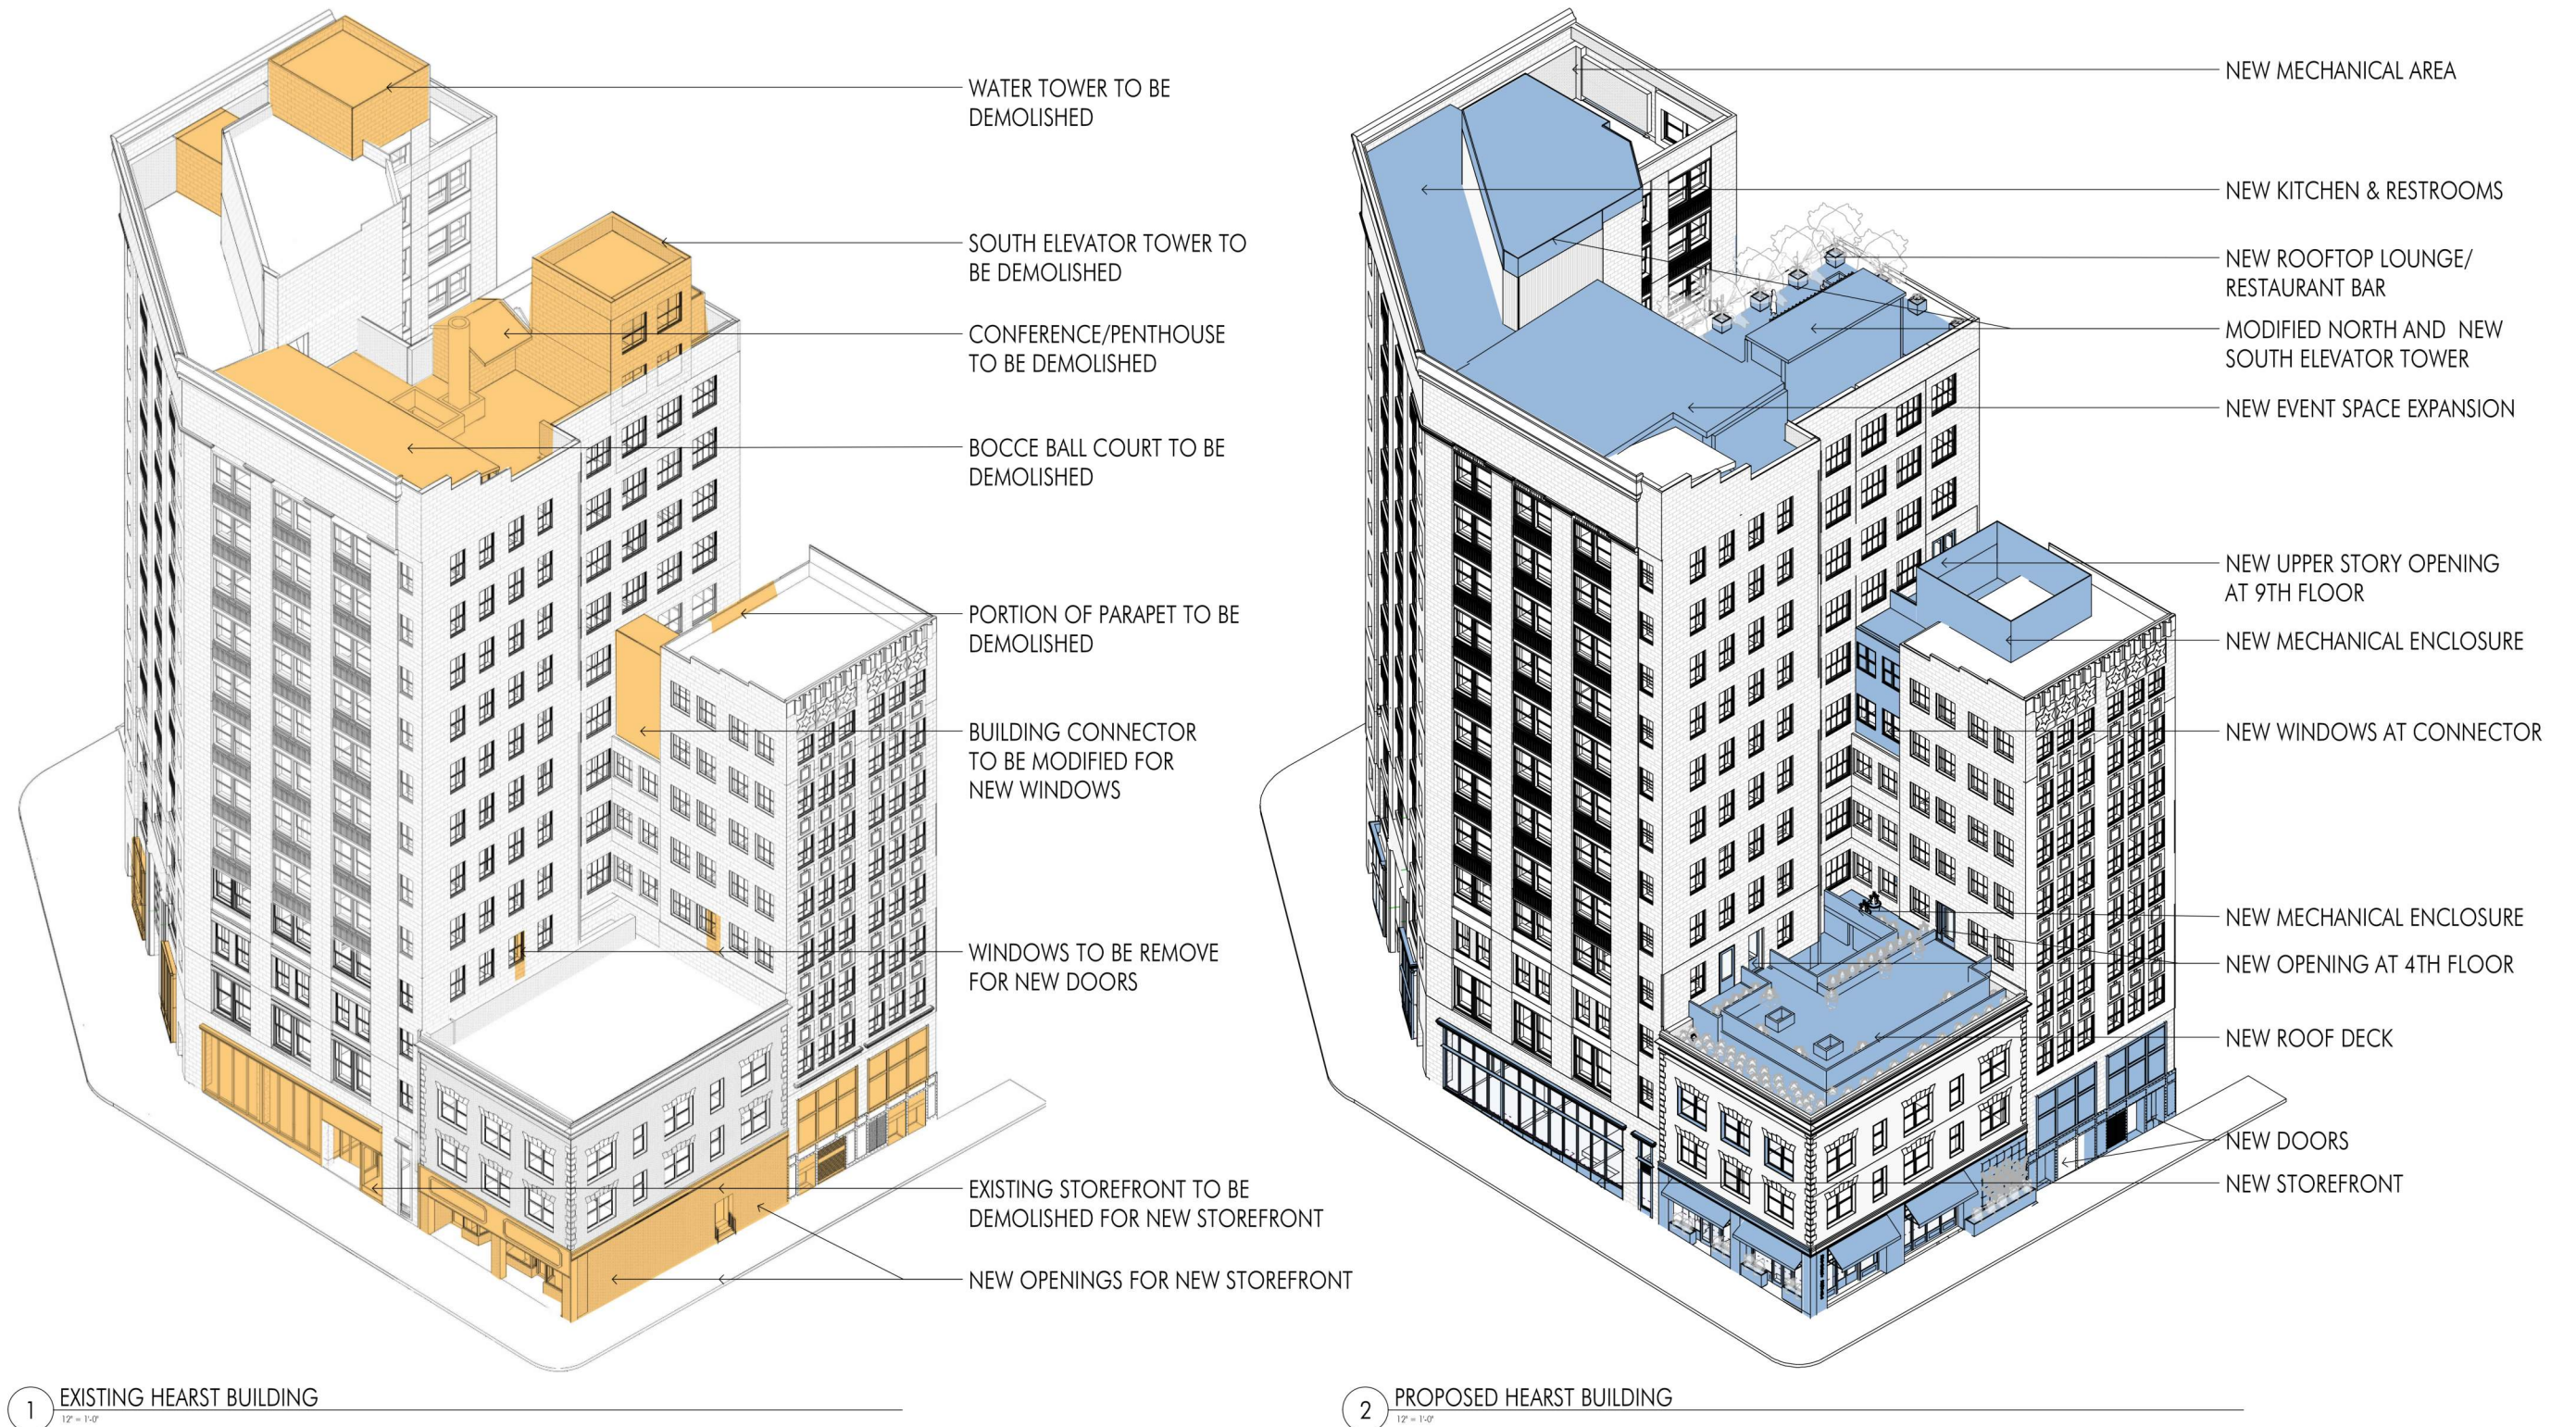 WATER TOWER TO BE
DEMOLISHED
SOUTH ELEVATOR TOWER TO
BE DEMOLISHED
CONFERENCE/PENTHOUSE
TO BE DEMOLISHED
BOCCE BALL COURT TO BE
DEMOLISHED
PORTION OF PARAPET TO BE
DEMOLISHED
BUILDING CONNECTOR
TO BE MODIFIED FOR
NEW WINDOWS
WINDOWS TO BE REMOVE
FOR NEW DOORS
EXISTING STOREFRONT TO BE
DEMOLISHED FOR NEW STOREFRONT
NEW OPENINGS FOR NEW STOREFRONT
1
EXISTING HEARST BUILDING
12" = 1'-0"
NEW MECHANICAL AREA
NEW KITCHEN & RESTROOMS
NEW ROOFTOP LOUNGE/
RESTAURANT BAR
MODIFIED NORTH AND NEW
SOUTH ELEVATOR TOWER
NEW EVENT SPACE EXPANSION
NEW UPPER STORY OPENING
AT 9TH FLOOR
NEW MECHANICAL ENCLOSURE
NEW WINDOWS AT CONNECTOR
NEW MECHANICAL ENCLOSURE
NEW OPENING AT 4TH FLOOR
NEW ROOF DECK
NEW DOORS
NEW STOREFRONT
2
PROPOSED HEARST BUILDING
12" = 1'-0"